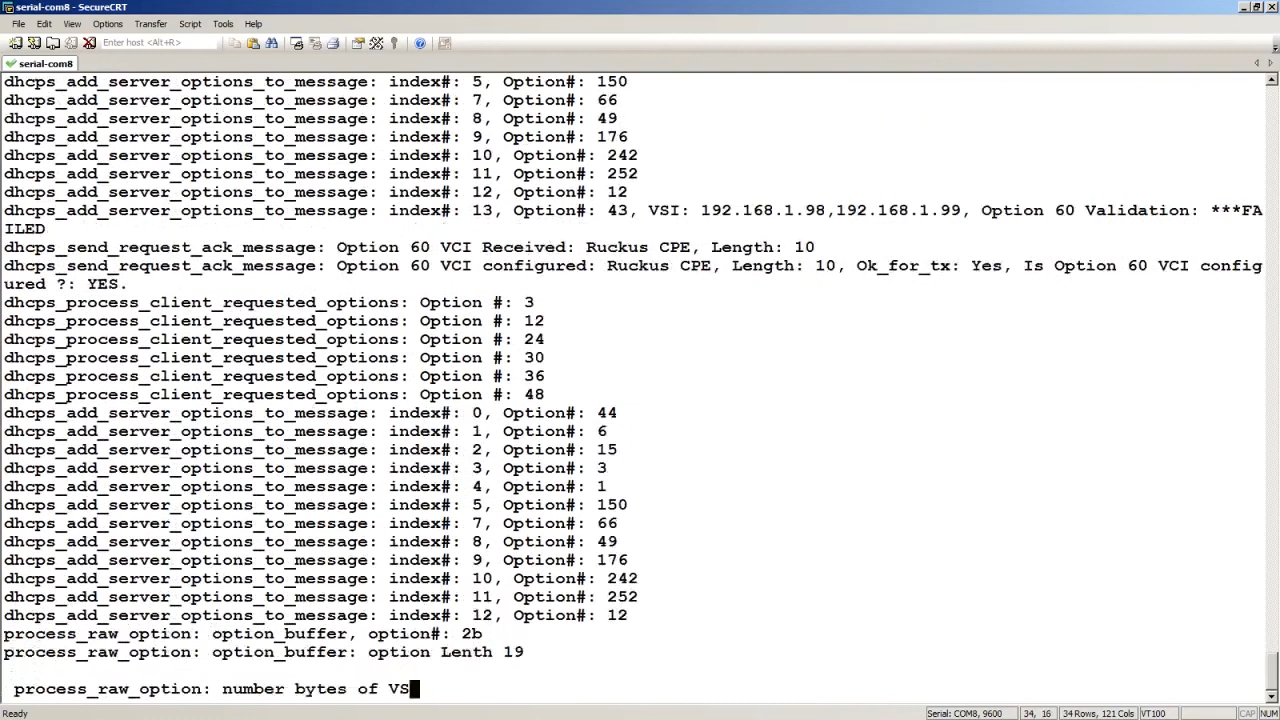 serial-com8 - SecureCRT
File Edit View Options Transfer Script Tools Help
Enter host <Alt+R>
serial-com8
dhcps_add_server_options_to_message: index#: 5, Option#: 150
dhcps_add_server_options_to_message: index#: 7, Option#: 66
dhcps_add_server_options_to_message: index#: 8, Option#: 49
dhcps_add_server_options_to_message: index#: 9, Option#: 176
dhcps_add_server_options_to_message: index#: 10, Option#: 242
dhcps_add_server_options_to_message: index#: 11, Option#: 252
dhcps_add_server_options_to_message: index#: 12, Option#: 12
dhcps_add_server_options_to_message: index#: 13, Option#: 43, VSI: 192.168.1.98,192.168.1.99, Option 60 Validation: ***FA
ILED
dhcps_send_request_ack_message: Option 60 VCI Received: Ruckus CPE, Length: 10
dhcps_send_request_ack_message: Option 60 VCI configured: Ruckus CPE, Length: 10, Ok_for_tx: Yes, Is Option 60 VCI config
ured ?: YES.
dhcps_process_client_requested_options: Option #: 3
dhcps_process_client_requested_options: Option #: 12
dhcps_process_client_requested_options: Option #: 24
dhcps_process_client_requested_options: Option #: 30
dhcps_process_client_requested_options: Option #: 36
dhcps_process_client_requested_options: Option #: 48
dhcps_add_server_options_to_message: index#: 0, Option#: 44
dhcps_add_server_options_to_message: index#: 1, Option#: 6
dhcps_add_server_options_to_message: index#: 2, Option#: 15
dhcps_add_server_options_to_message: index#: 3, Option#: 3
dhcps_add_server_options_to_message: index#: 4, Option#: 1
dhcps_add_server_options_to_message: index#: 5, Option#: 150
dhcps_add_server_options_to_message: index#: 7, Option#: 66
dhcps_add_server_options_to_message: index#: 8, Option#: 49
dhcps_add_server_options_to_message: index#: 9, Option#: 176
dhcps_add_server_options_to_message: index#: 10, Option#: 242
dhcps_add_server_options_to_message: index#: 11, Option#: 252
dhcps_add_server_options_to_message: index#: 12, Option#: 12
process_raw_option: option_buffer, option#: 2b
process_raw_option: option_buffer: option Lenth 19
process_raw_option: number bytes of VS
Ready Serial: COM8, 9600 34, 16 34 Rows, 121 Cols VT100 CAP NUM